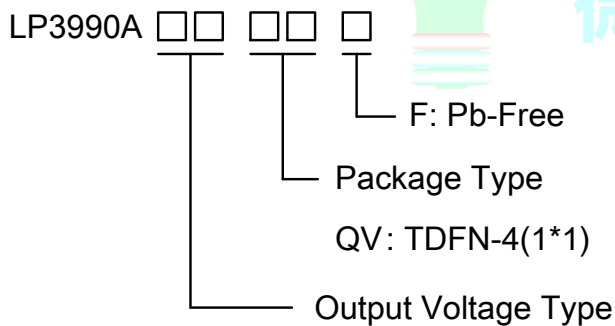 LP3990A □□ □□ □
F: Pb-Free
Package Type
QV: TDFN-4(1*1)
Output Voltage Type